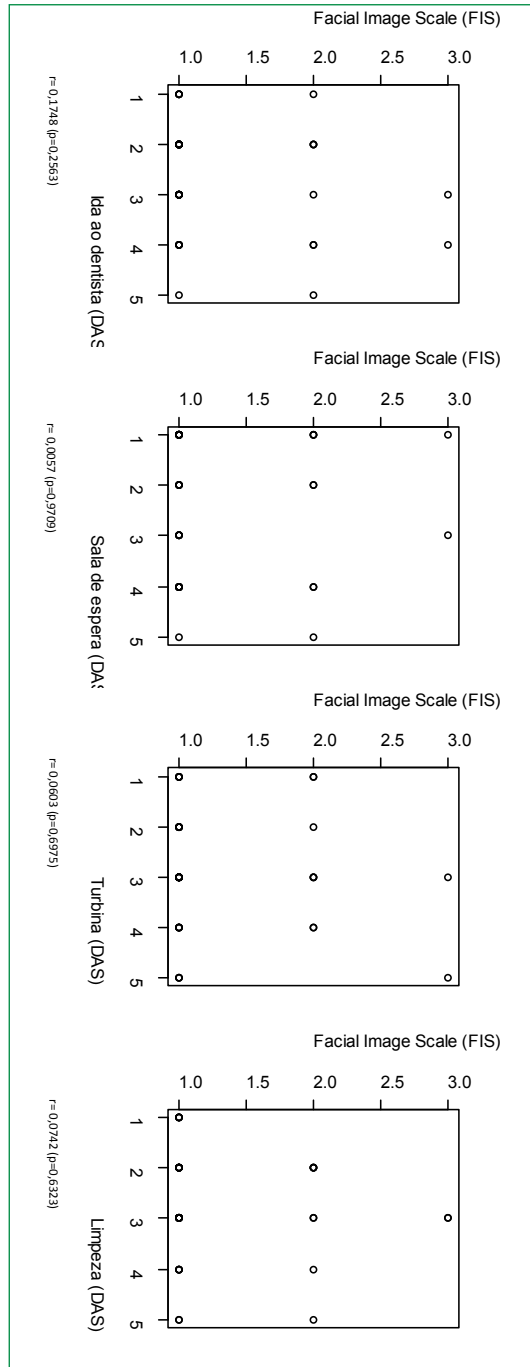 Facial Image Scale (FIS)
1.0 1.5 2.0 2.5 3.0
1 2 3 4 5
Ida ao dentista (DAS
r= 0,1748 (p=0,2563)
Facial Image Scale (FIS)
1.0 1.5 2.0 2.5 3.0
1 2 3 4 5
Sala de espera (DAS
r= 0,0057 (p=0,9709)
Facial Image Scale (FIS)
1.0 1.5 2.0 2.5 3.0
1 2 3 4 5
Turbina (DAS)
r= 0,0603 (p=0,6975)
Facial Image Scale (FIS)
1.0 1.5 2.0 2.5 3.0
1 2 3 4 5
Limpeza (DAS)
r= 0,0742 (p=0,6323)